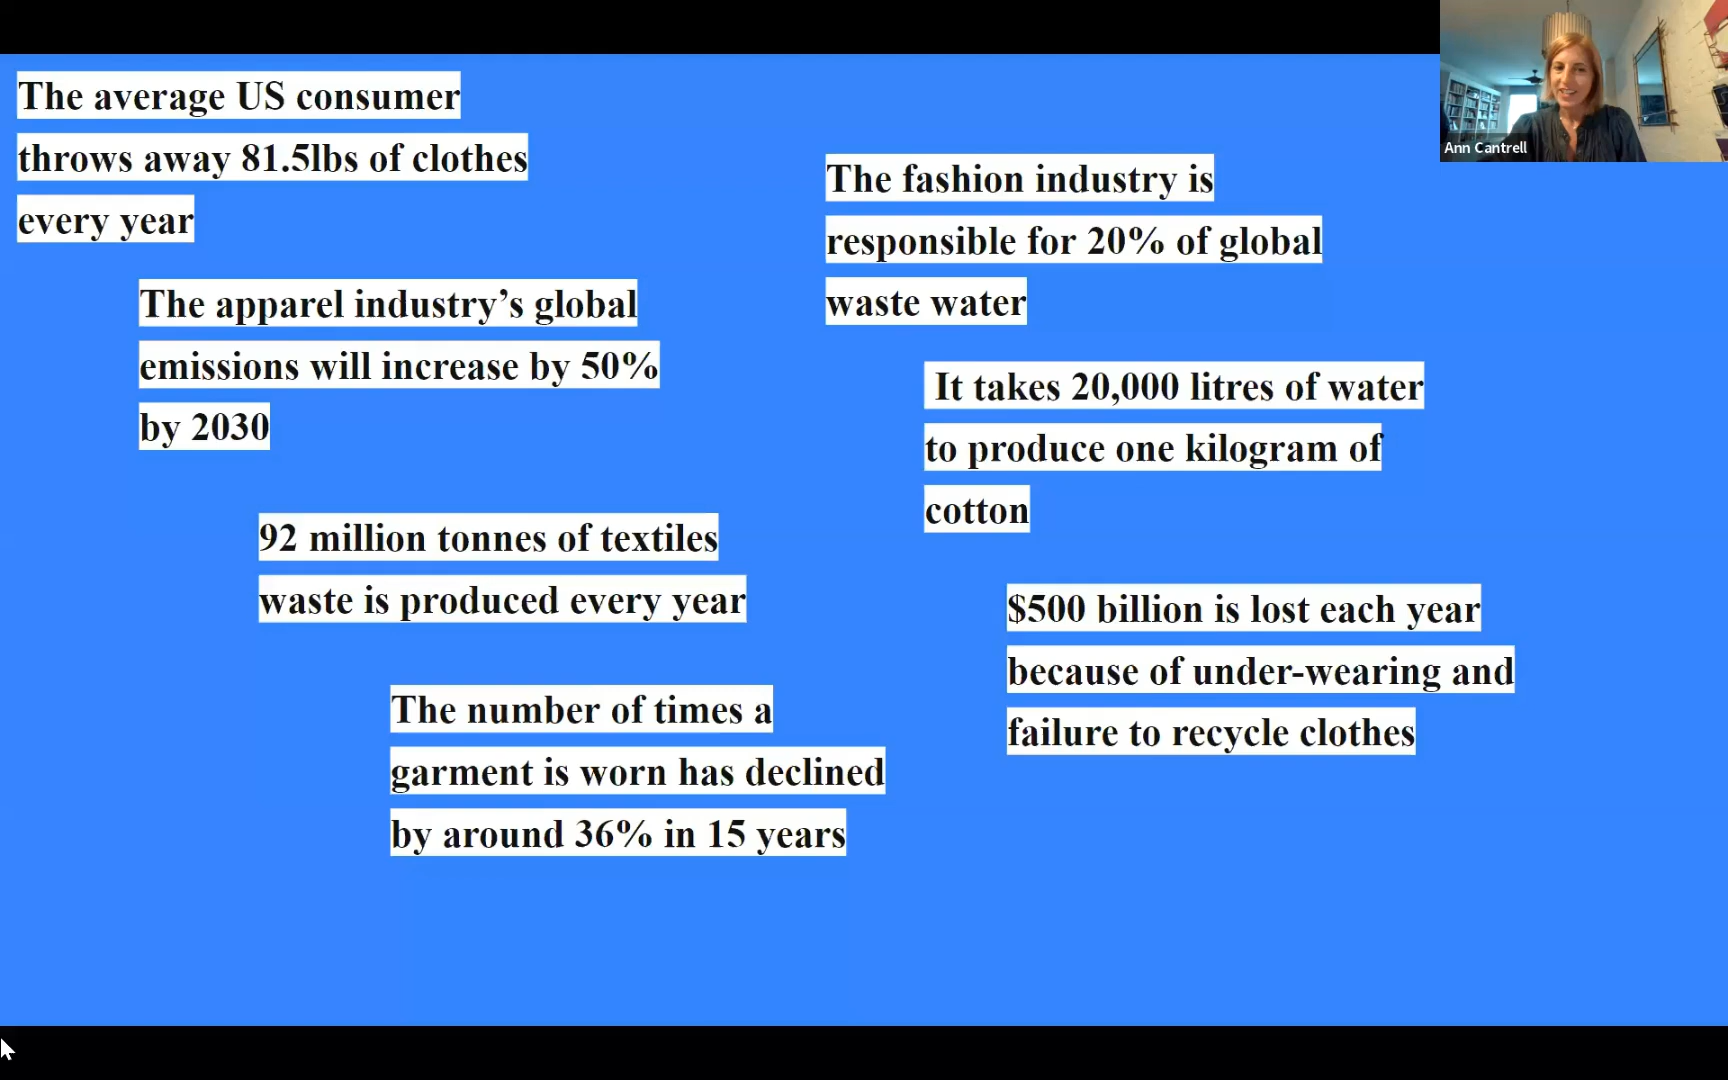 The average US consumer
throws away 81.5lbs of clothes
every year
The apparel industry’s global
emissions will increase by 50%
by 2030
92 million tonnes of textiles
waste is produced every year
The number of times a
garment is worn has declined
by around 36% in 15 years
The fashion industry is
responsible for 20% of global
waste water
It takes 20,000 litres of water
to produce one kilogram of
cotton
$500 billion is lost each year
because of under-wearing and
failure to recycle clothes
Ann Cantrell